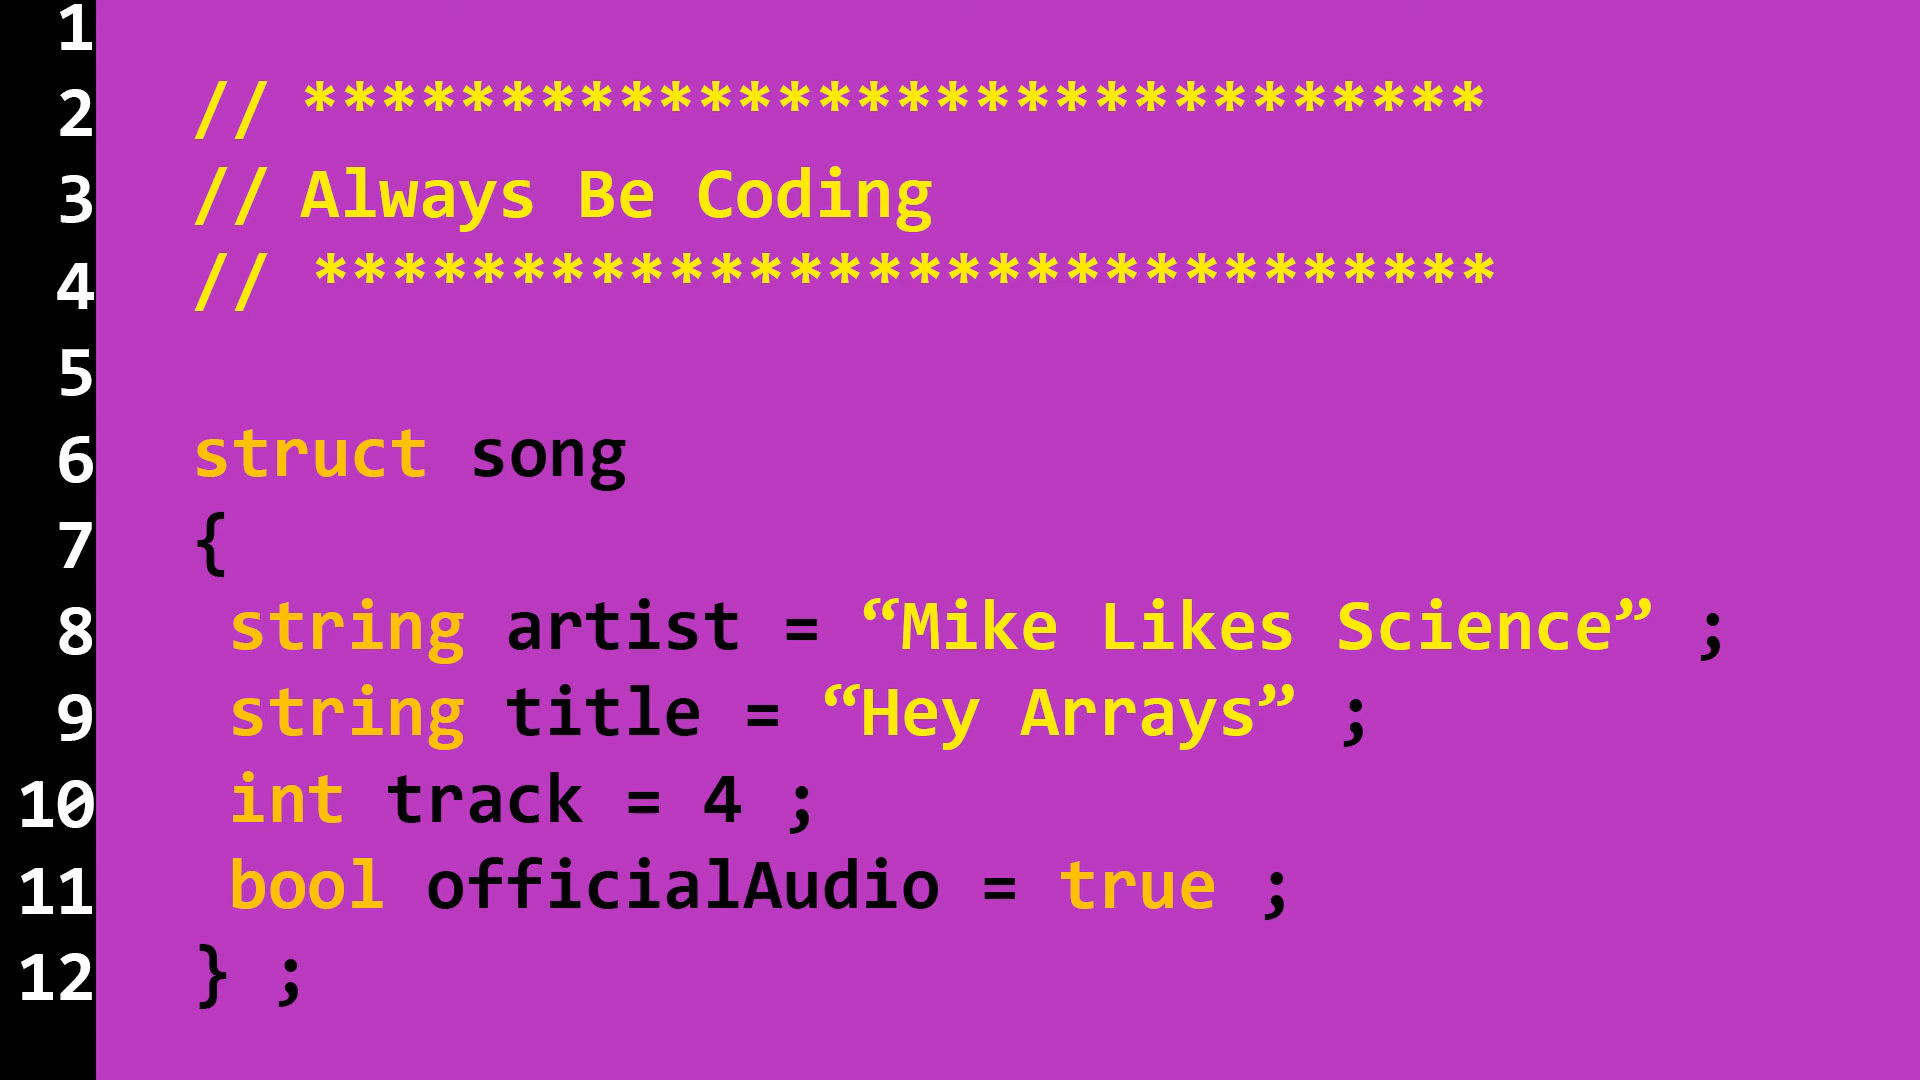 1
2 // ******************************
3 // Always Be Coding
4 // ******************************
5
6 struct song
7 {
8 string artist = “Mike Likes Science” ;
9 string title = “Hey Arrays” ;
10 int track = 4 ;
11 bool officialAudio = true ;
12 } ;